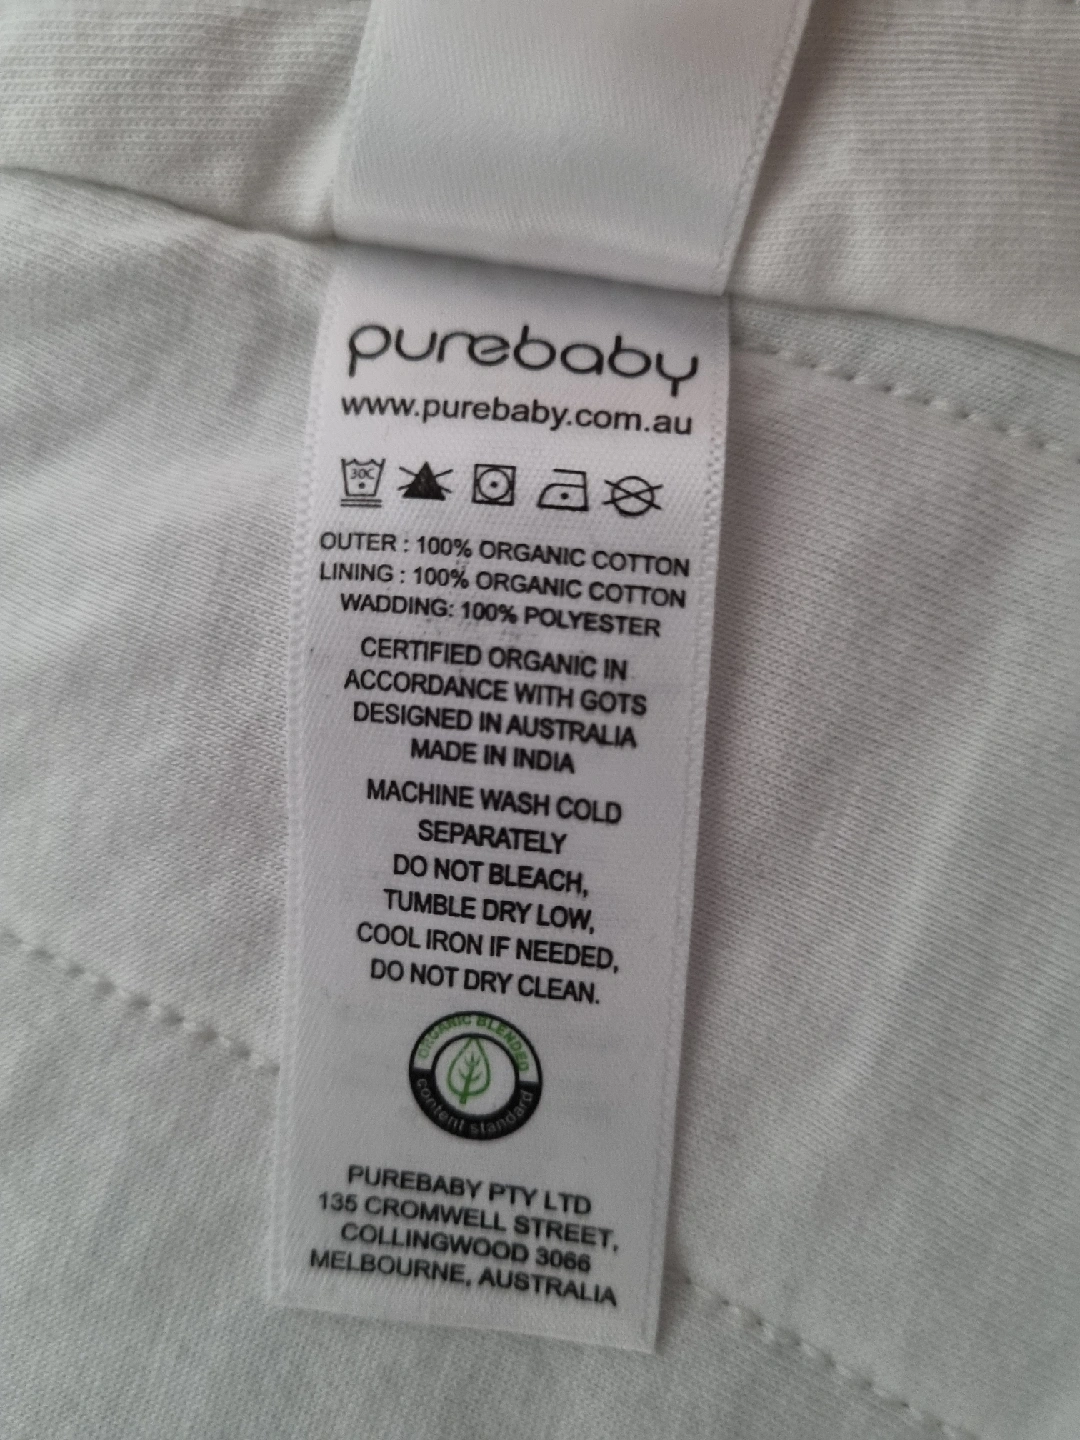 purebaby
www.purebaby.com.au
30C
OUTER : 100% ORGANIC COTTON
LINING : 100% ORGANIC COTTON
WADDING: 100% POLYESTER
CERTIFIED ORGANIC IN
ACCORDANCE WITH GOTS
DESIGNED IN AUSTRALIA
MADE IN INDIA
MACHINE WASH COLD
SEPARATELY
DO NOT BLEACH,
TUMBLE DRY LOW,
COOL IRON IF NEEDED,
DO NOT DRY CLEAN.
ORGANIC BLENDED
content standard
PUREBABY PTY LTD
135 CROMWELL STREET,
COLLINGWOOD 3066
MELBOURNE, AUSTRALIA